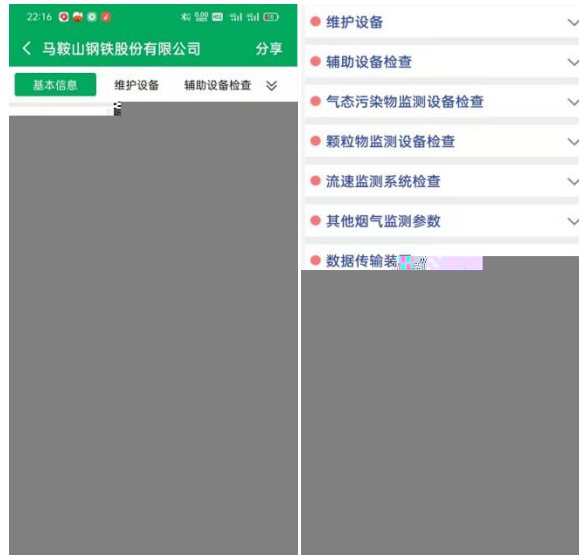 22:16
马鞍山钢铁股份有限公司 分享
基本信息 维护设备 辅助设备检查
维护设备
辅助设备检查
气态污染物监测设备检查
颗粒物监测设备检查
流速监测系统检查
其他烟气监测参数
数据传输装